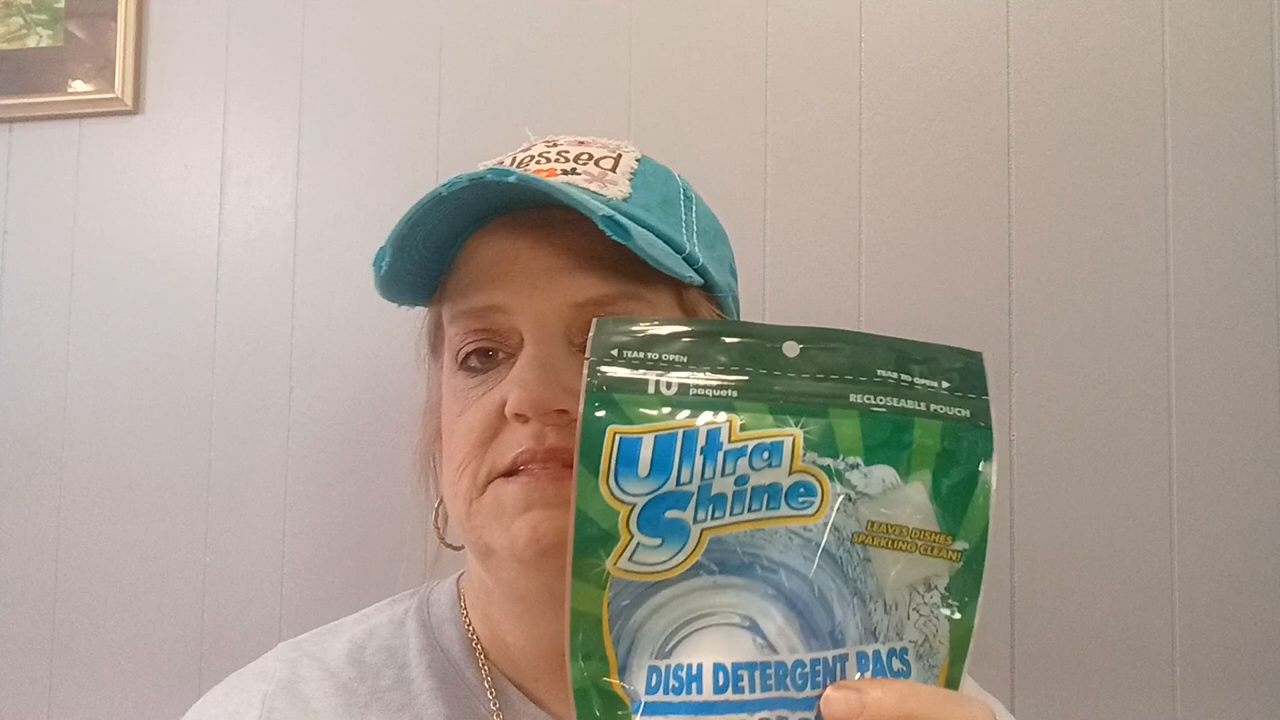 lessed
TEAR TO OPEN
TEAR TO OPEN
10
paquets
RECLOSEABLE POUCH
Ultra
Shine
LEAVES DISHES
SPARKLING CLEAN!
DISH DETERGENT PACS